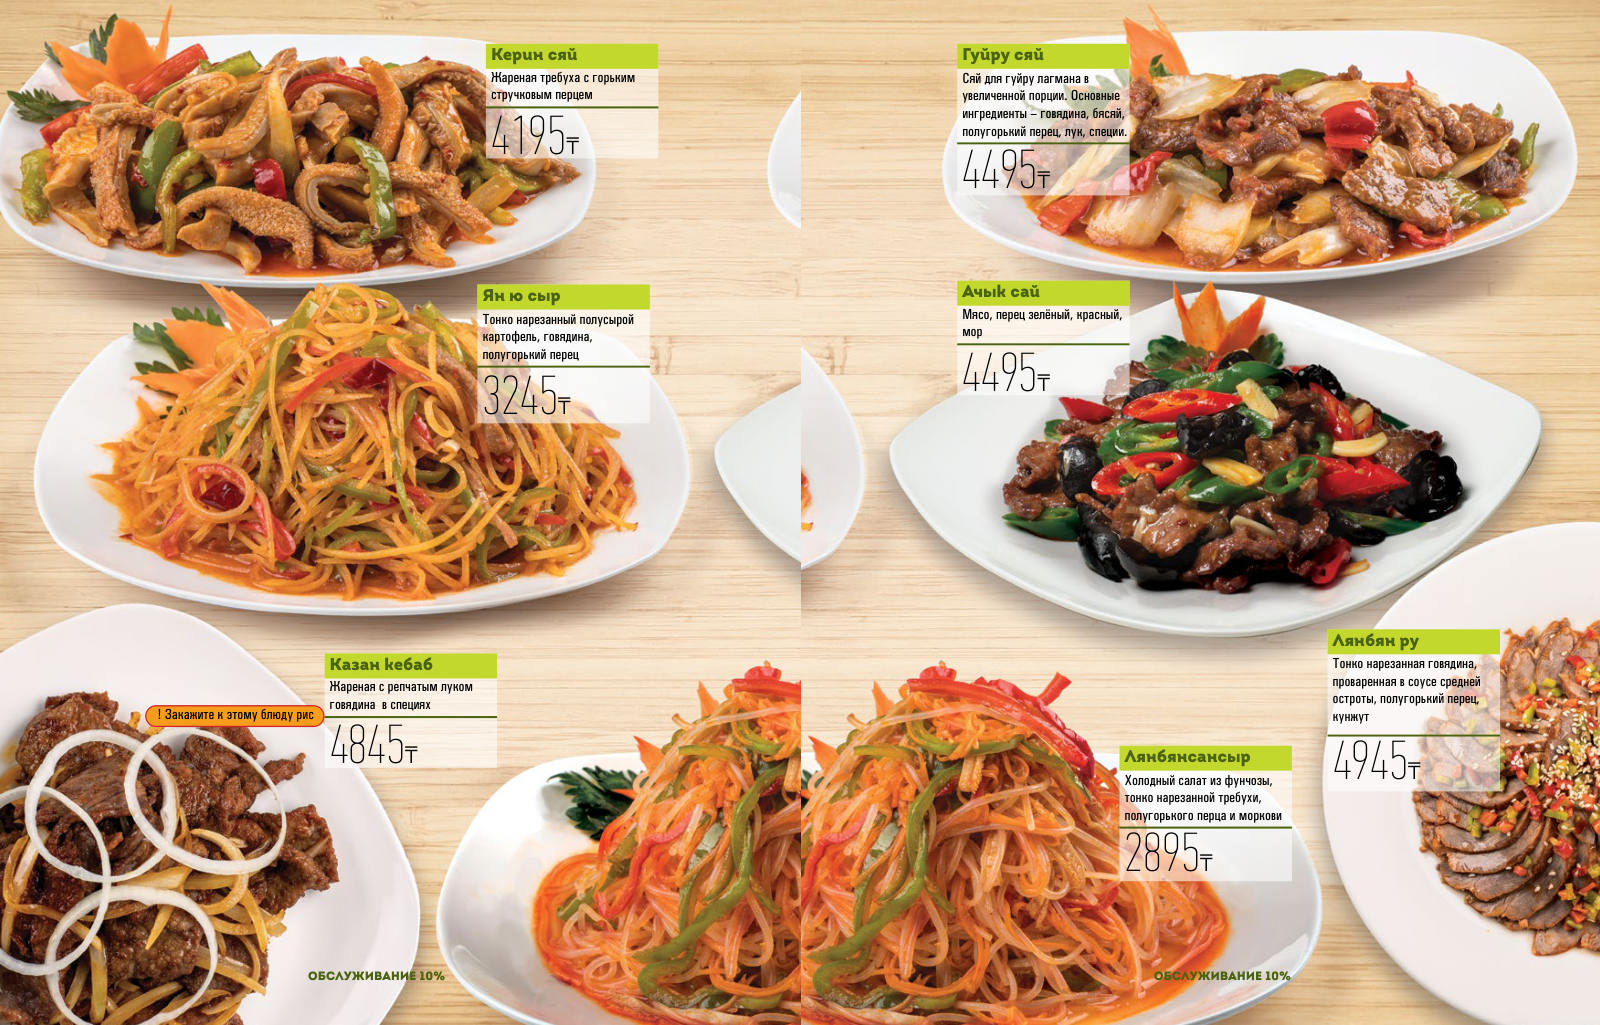 Керин сяй
Жареная требуха с горьким
стручковым перцем
4195₸
Ян ю сыр
Тонко нарезанный полусырой
картофель, говядина,
полугорький перец
3245₸
Казан кебаб
Жареная с репчатым луком
говядина в специях
! Закажите к этому блюду рис
4845₸
ОБСЛУЖИВАНИЕ 10%
Гуйру сяй
Сяй для гуйру лагмана в
увеличенной порции. Основные
ингредиенты – говядина, бясяй,
полугорький перец, лук, специи.
4495₸
Ачык сай
Мясо, перец зелёный, красный,
мор
4495₸
Лянбян ру
Тонко нарезанная говядина,
проваренная в соусе средней
остроты, полугорький перец,
кунжут
4945₸
Лянбянсансыр
Холодный салат из фунчозы,
тонко нарезанной требухи,
полугорького перца и моркови
2895₸
ОБСЛУЖИВАНИЕ 10%